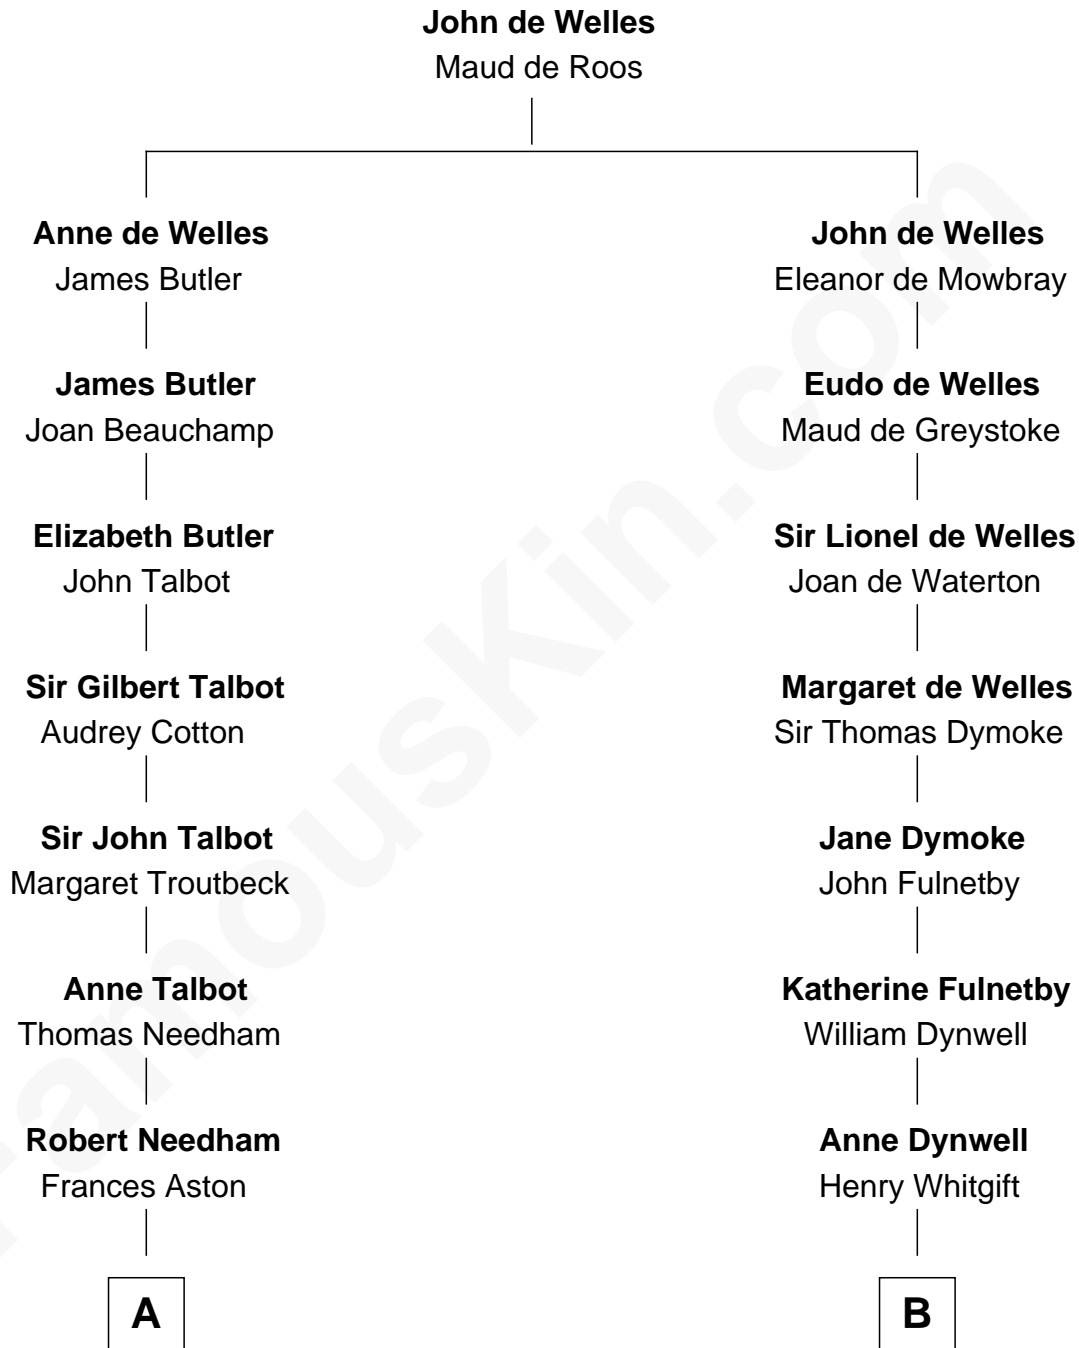 John de Welles
Maud de Roos
Anne de Welles
James Butler
John de Welles
Eleanor de Mowbray
James Butler
Joan Beauchamp
Eudo de Welles
Maud de Greystoke
Elizabeth Butler
John Talbot
Sir Lionel de Welles
Joan de Waterton
Sir Gilbert Talbot
Audrey Cotton
Margaret de Welles
Sir Thomas Dymoke
Sir John Talbot
Margaret Troutbeck
Jane Dymoke
John Fulnetby
Anne Talbot
Thomas Needham
Katherine Fulnetby
William Dynwell
Robert Needham
Frances Aston
Anne Dynwell
Henry Whitgift
A
B
FamousKin.com